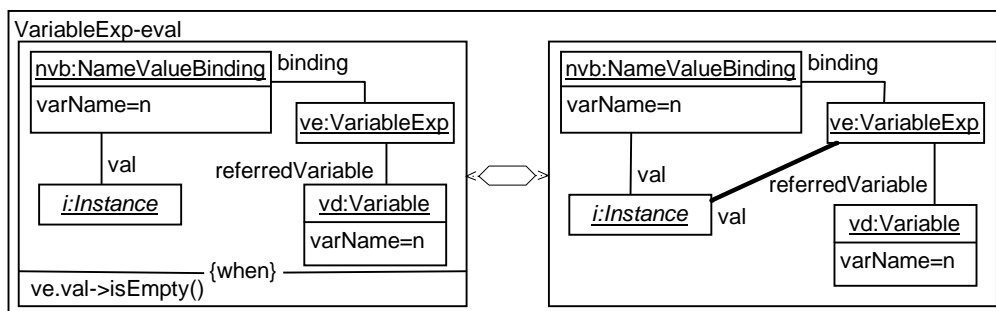 VariableExp-eval
nvb:NameValueBinding
binding
varName=n
ve:VariableExp
val
referredVariable
i:Instance
vd:Variable
varName=n
{when}
ve.val->isEmpty()
nvb:NameValueBinding
binding
varName=n
ve:VariableExp
val
referredVariable
i:Instance
val
vd:Variable
varName=n